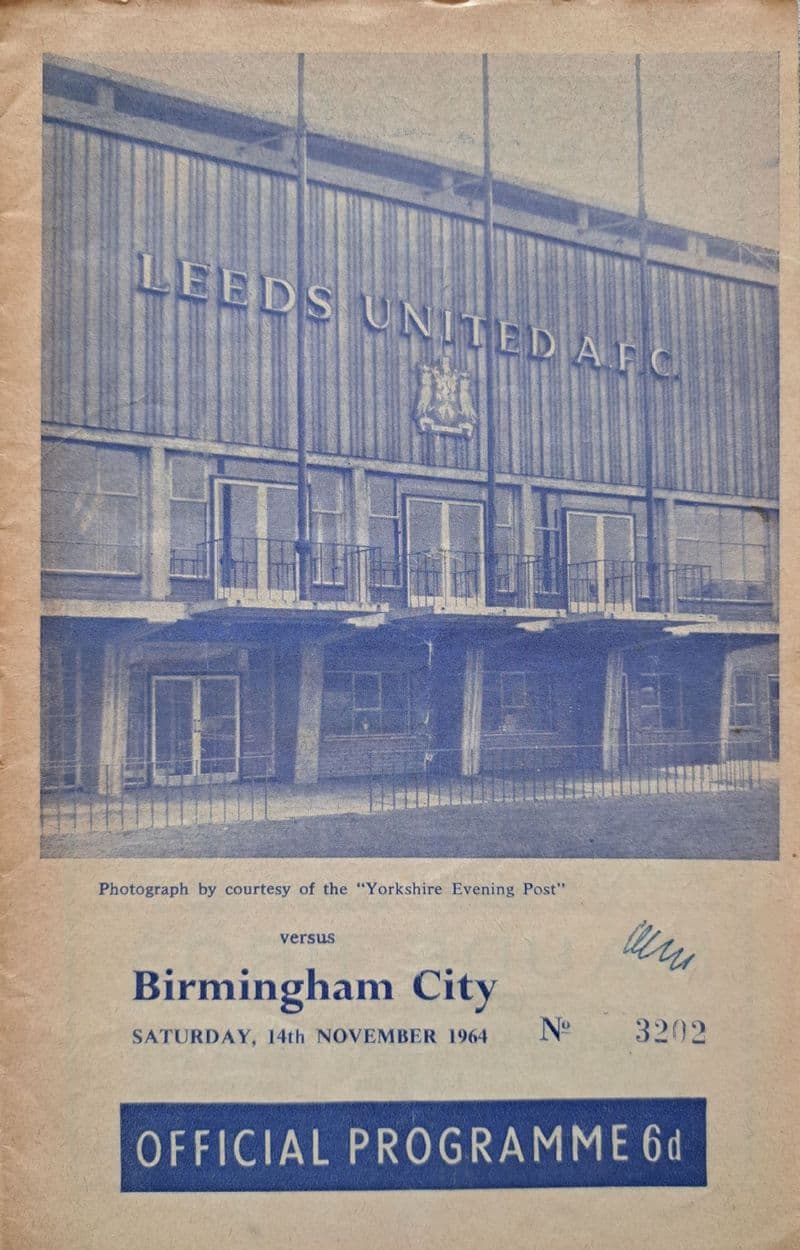 LEEDS UNITED A.F.C.
Photograph by courtesy of the "Yorkshire Evening Post"
versus
Birmingham City
SATURDAY, 14th NOVEMBER 1964
Nº 3202
OFFICIAL PROGRAMME 6d